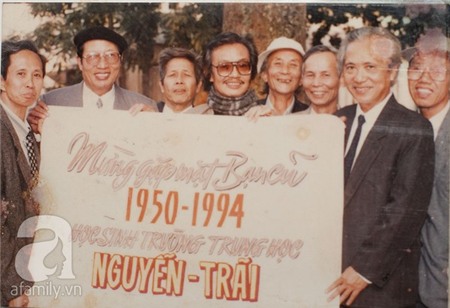 Mừng gặp mặt Bạn cũ
1950-1994
HỌC SINH TRƯỜNG TRUNG HỌC
NGUYỄN-TRÃI
a
afamily.vn